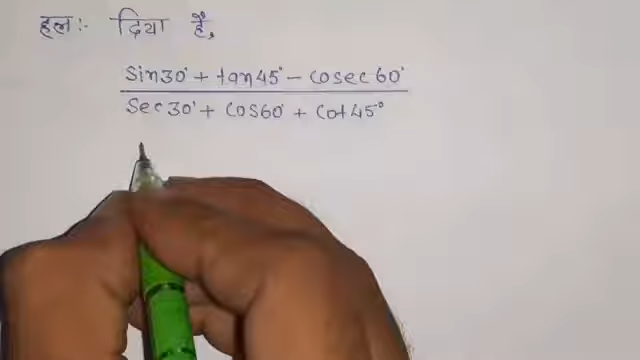 हल:- दिया है,
Sin30° + tan45° - Cosec60°
Sec30° + Cos60° + Cot45°